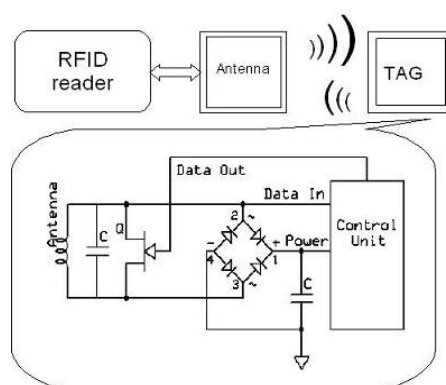 RFID
reader
Antenna
TAG
Data Out
Data In
Antenna
C
Q
2
~
-
4
+
1
Power
3
~
C
Control
Unit